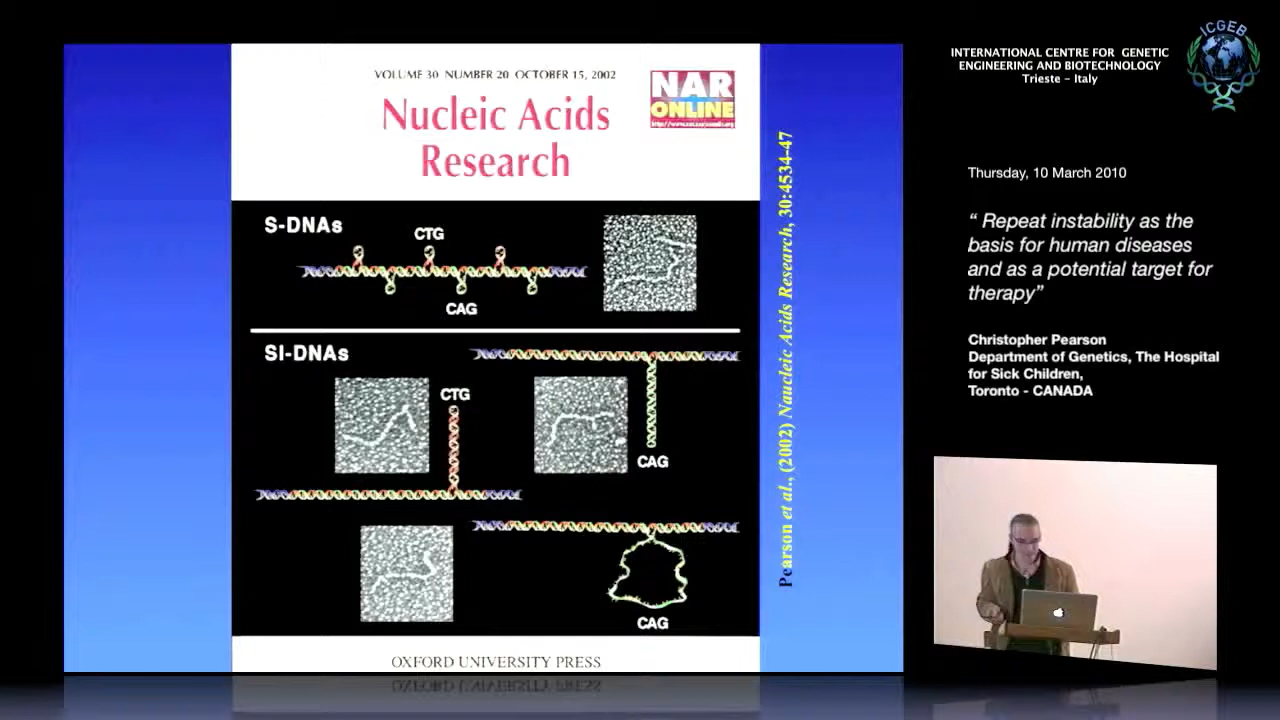 VOLUME 30 NUMBER 20 OCTOBER 15, 2002
NAR
ONLINE
Nucleic Acids
Research
S-DNAs
CTG
CAG
SI-DNAs
CTG
CAG
CAG
OXFORD UNIVERSITY PRESS
Pearson et al., (2002) Naucleic Acids Research, 30:4534-47
ICGEB
INTERNATIONAL CENTRE FOR GENETIC
ENGINEERING AND BIOTECHNOLOGY
Trieste – Italy
Thursday, 10 March 2010
“ Repeat instability as the
basis for human diseases
and as a potential target for
therapy”
Christopher Pearson
Department of Genetics, The Hospital
for Sick Children,
Toronto - CANADA